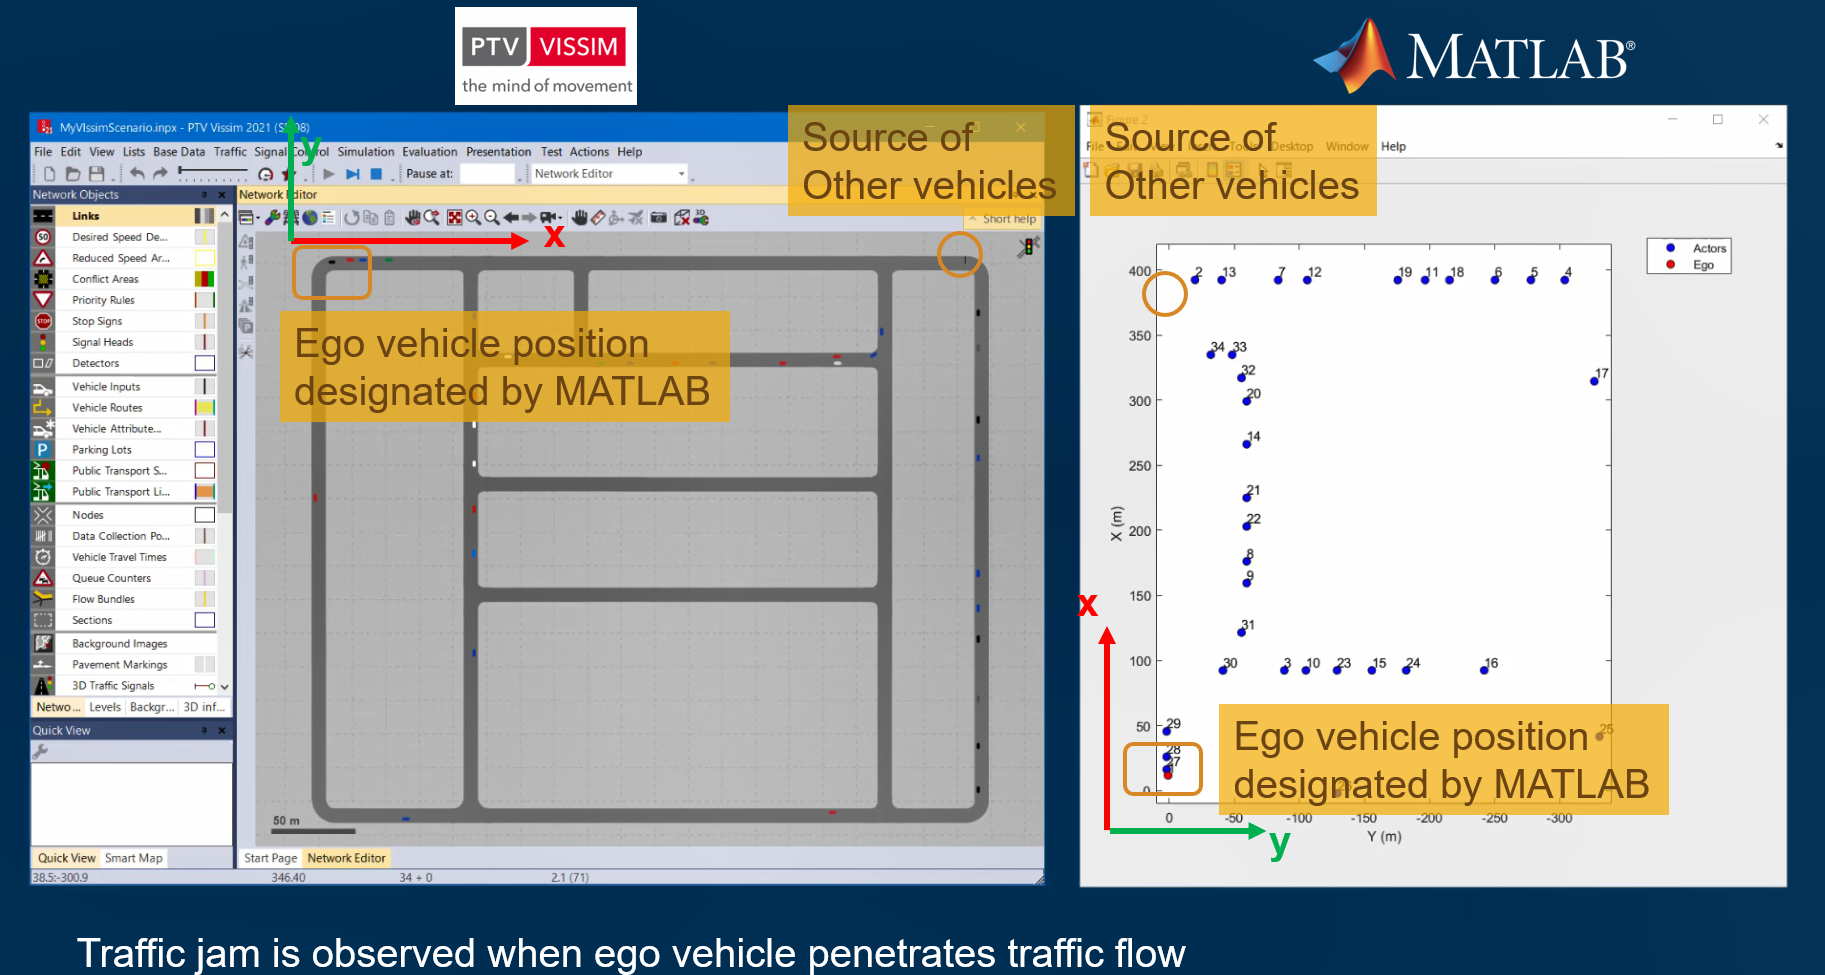 PTV VISSIM
the mind of movement
MATLAB®
MyVIssimScenario.inpx - PTV Vissim 2021 (S
08)
y
File Edit View Lists Base Data Traffic Signal Control Simulation Evaluation Presentation Test Actions Help
Pause at:
Network Editor
Network Objects
Network Editor
Short help
Source of
Other vehicles
x
Links
Desired Speed De...
Reduced Speed Ar...
Conflict Areas
Priority Rules
Stop Signs
Signal Heads
Detectors
Vehicle Inputs
Vehicle Routes
Vehicle Attribute...
Parking Lots
Public Transport S...
Public Transport Li...
Nodes
Data Collection Po...
Vehicle Travel Times
Queue Counters
Flow Bundles
Sections
Background Images
Pavement Markings
3D Traffic Signals
Netwo... Levels Backgr... 3D inf...
Quick View
Quick View Smart Map
Ego vehicle position
designated by MATLAB
50 m
Start Page Network Editor
38.5:-300.9 346.40 34 + 0 2.1 (71)
Figure 2
File Tools Desktop Window Help
Source of
Other vehicles
Actors
Ego
400
350
300
250
200
150
100
50
0
X (m)
2 13 7 12 19 11 18 6 5 4
34 33
17
32
20
14
21
22
8
9
31
30 3 10 23 15 24 16
29
28
27
25
x
Ego vehicle position
designated by MATLAB
0 -50 -100 -150 -200 -250 -300
Y (m)
y
Traffic jam is observed when ego vehicle penetrates traffic flow